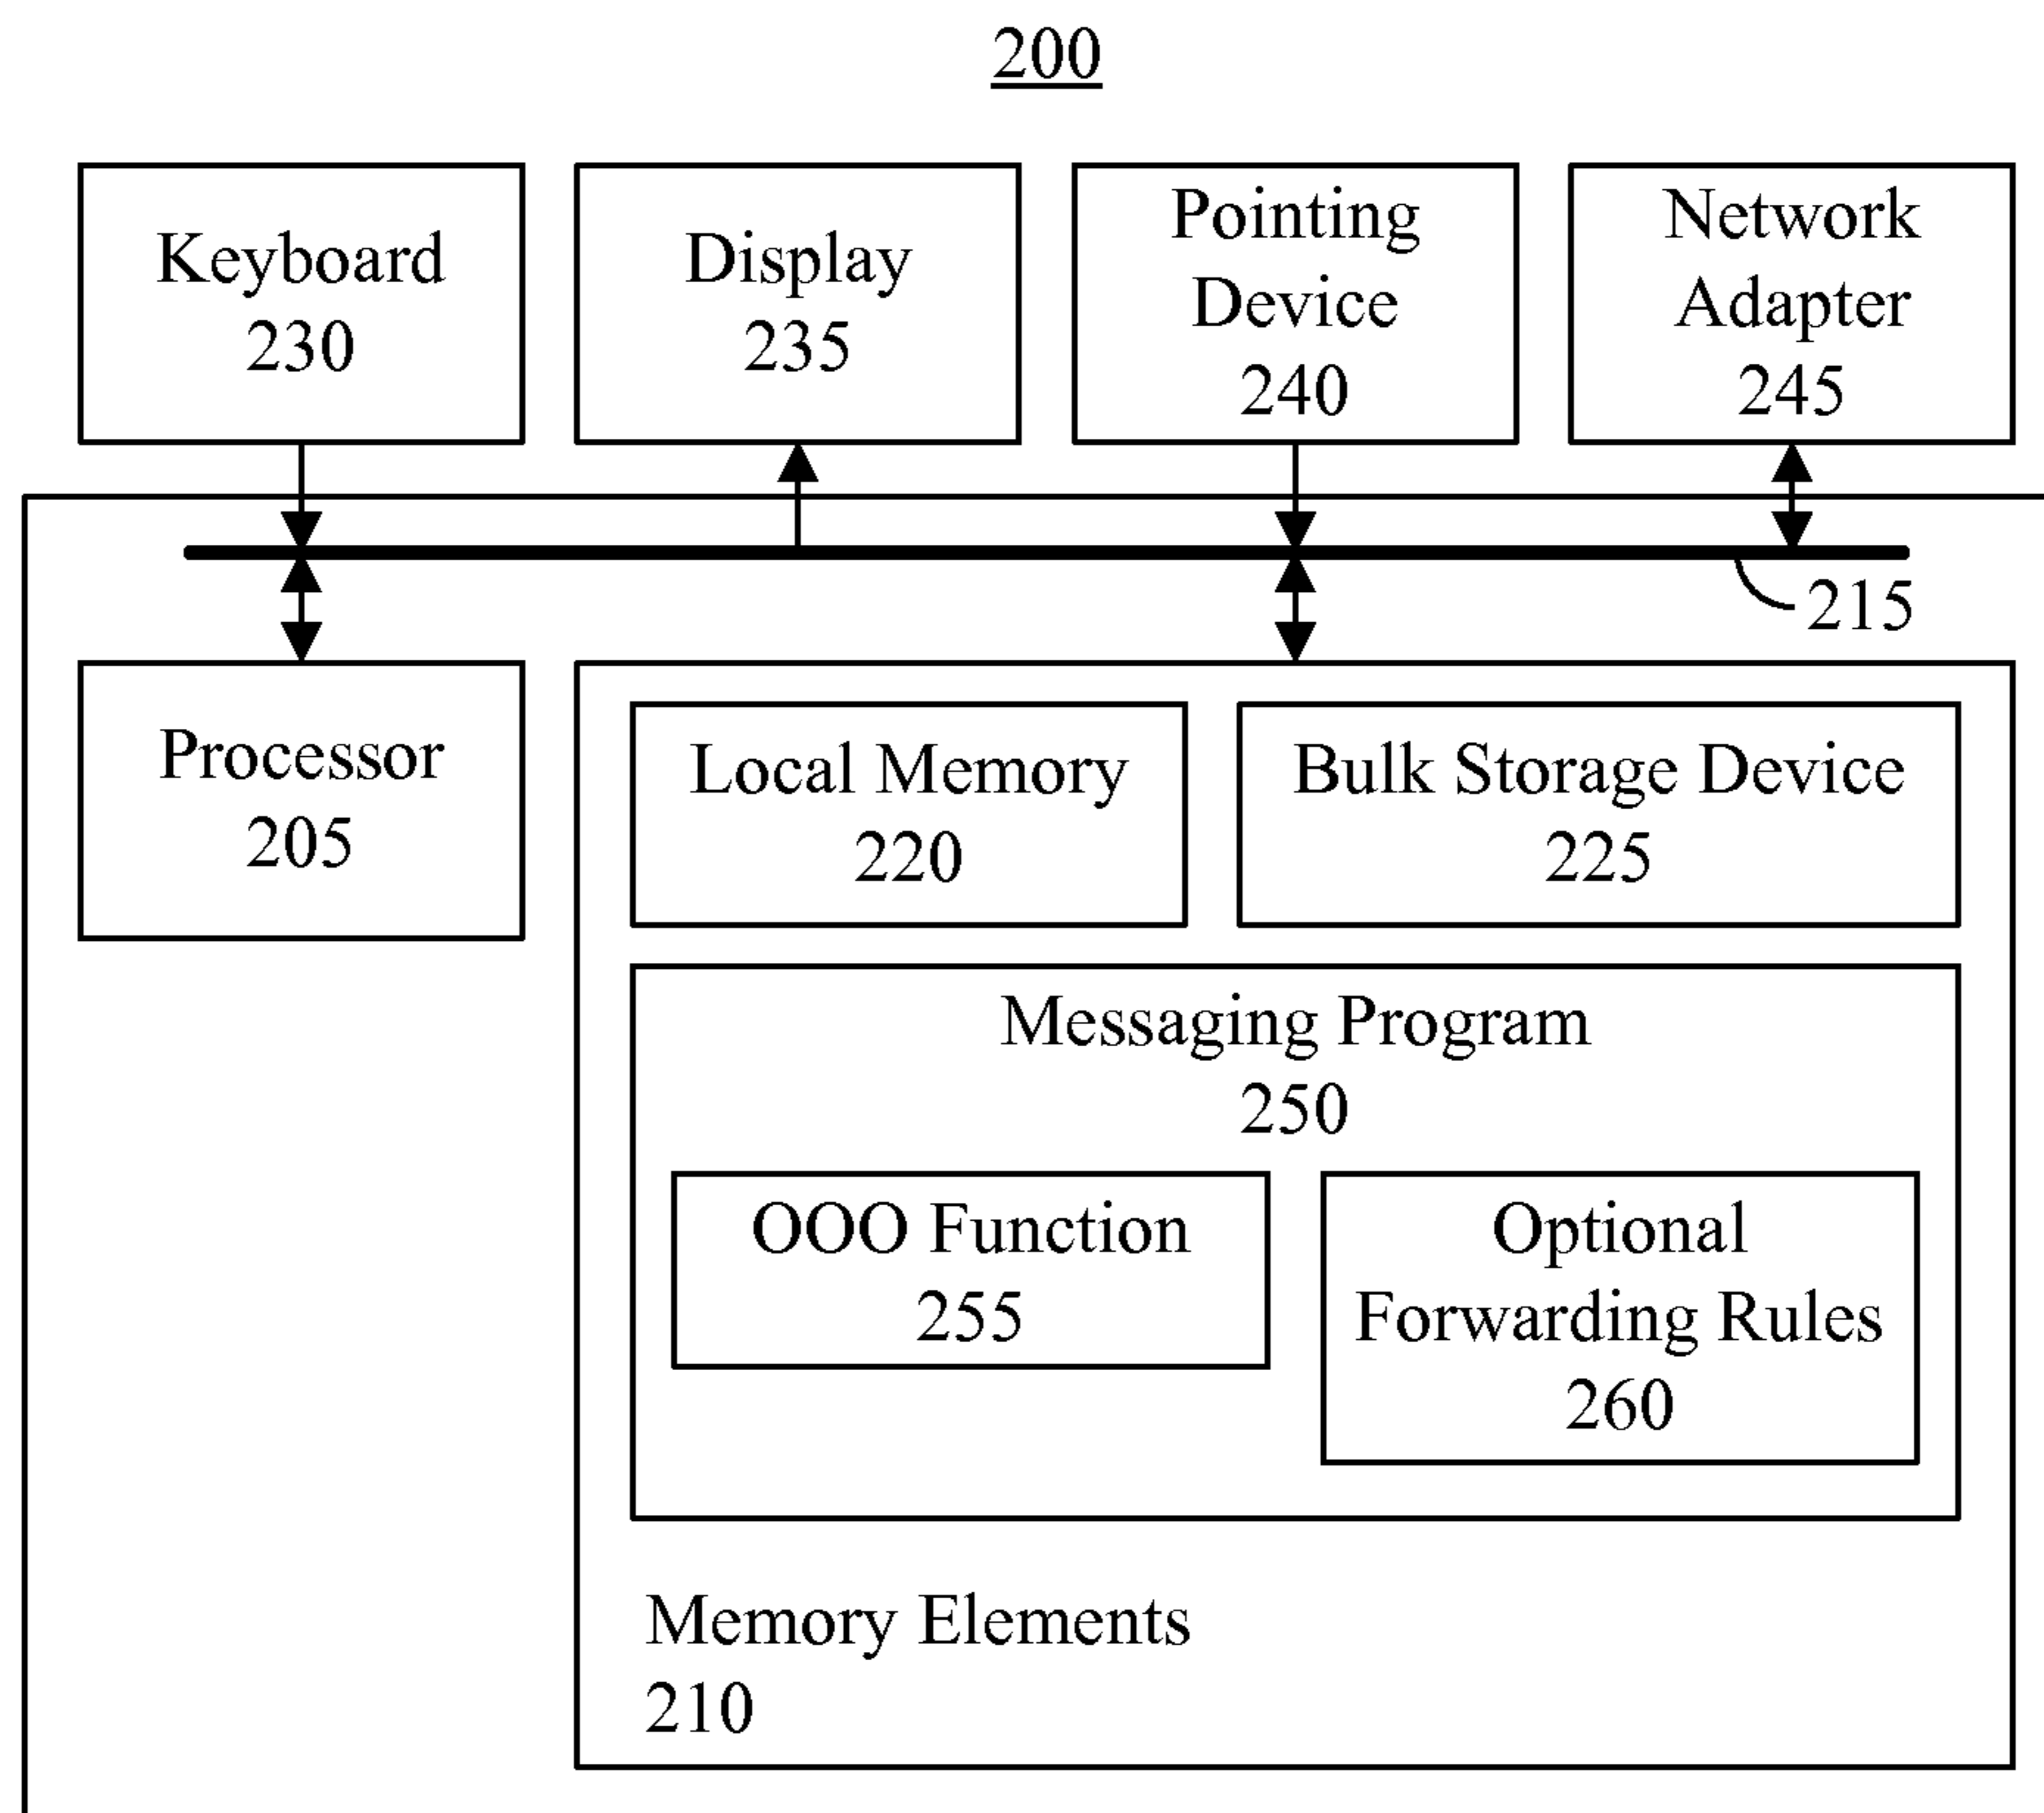 200
Keyboard
230
Display
235
Pointing
Device
240
Network
Adapter
245
215
Processor
205
Local Memory
220
Bulk Storage Device
225
Messaging Program
250
OOO Function
255
Optional
Forwarding Rules
260
Memory Elements
210